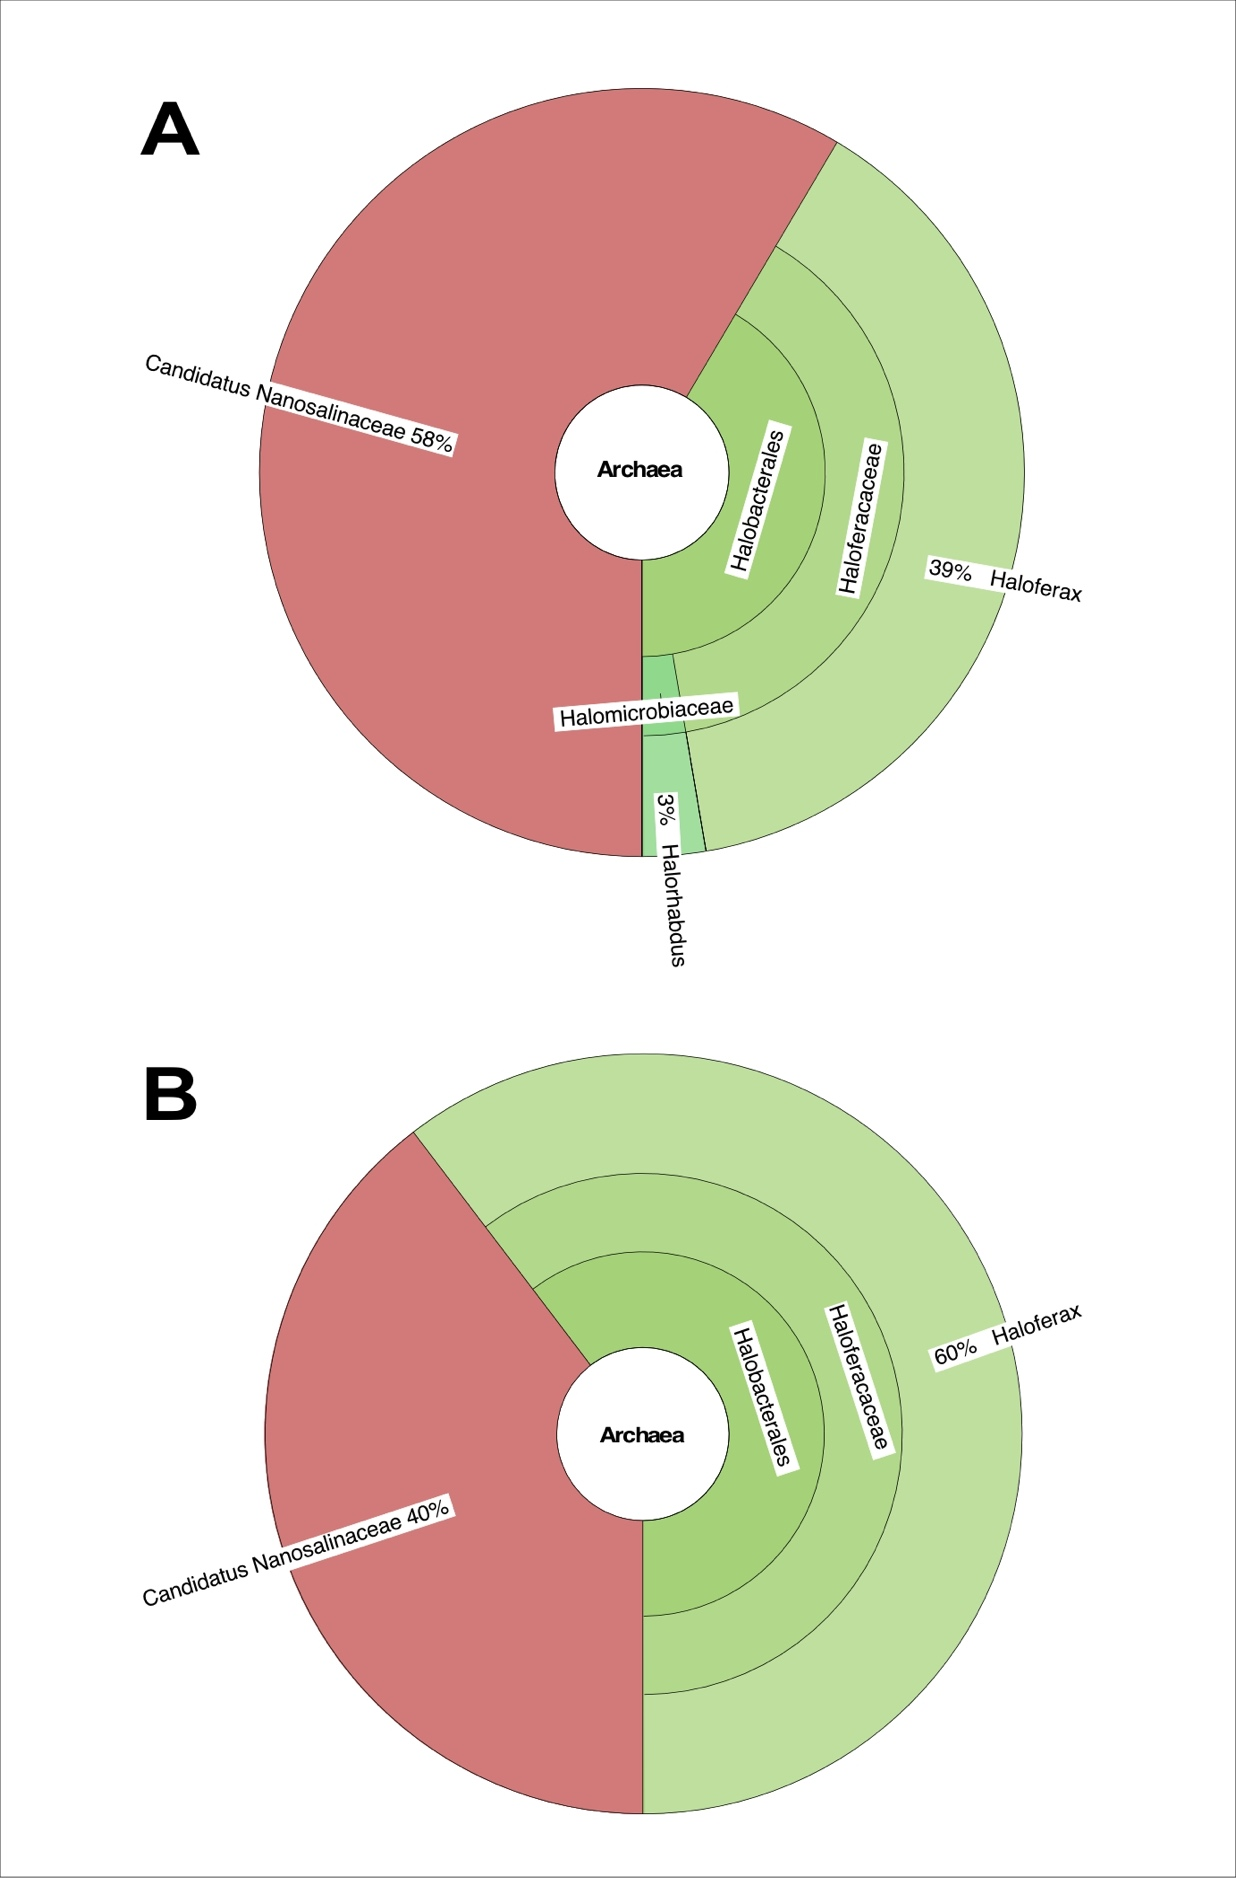 A
Candidatus Nanosalinaceae 58%
Archaea
Halobacterales
Haloferacaceae
39% Haloferax
Halomicrobiaceae
3% Halorhabdus
B
Candidatus Nanosalinaceae 40%
Archaea
Halobacterales
Haloferacaceae
60% Haloferax